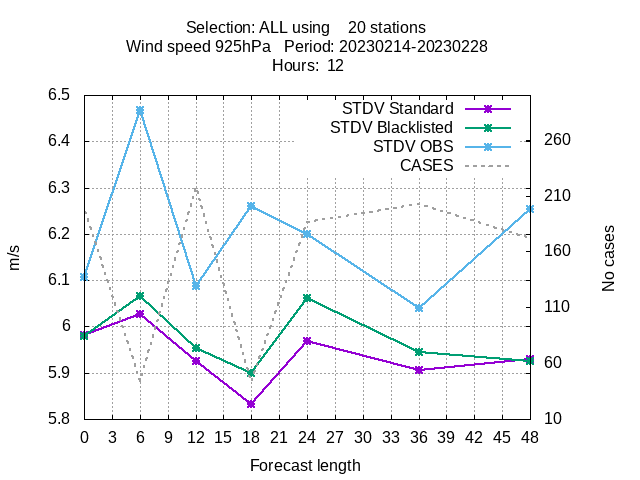 Selection: ALL using    20 stations
Wind speed 925hPa   Period: 20230214-20230228
Hours:  12
STDV Standard
STDV Blacklisted
STDV OBS
CASES
6.5
6.4
6.3
6.2
6.1
6
5.9
5.8
260
210
160
110
60
10
m/s
No cases
0 3 6 9 12 15 18 21 24 27 30 33 36 39 42 45 48
Forecast length